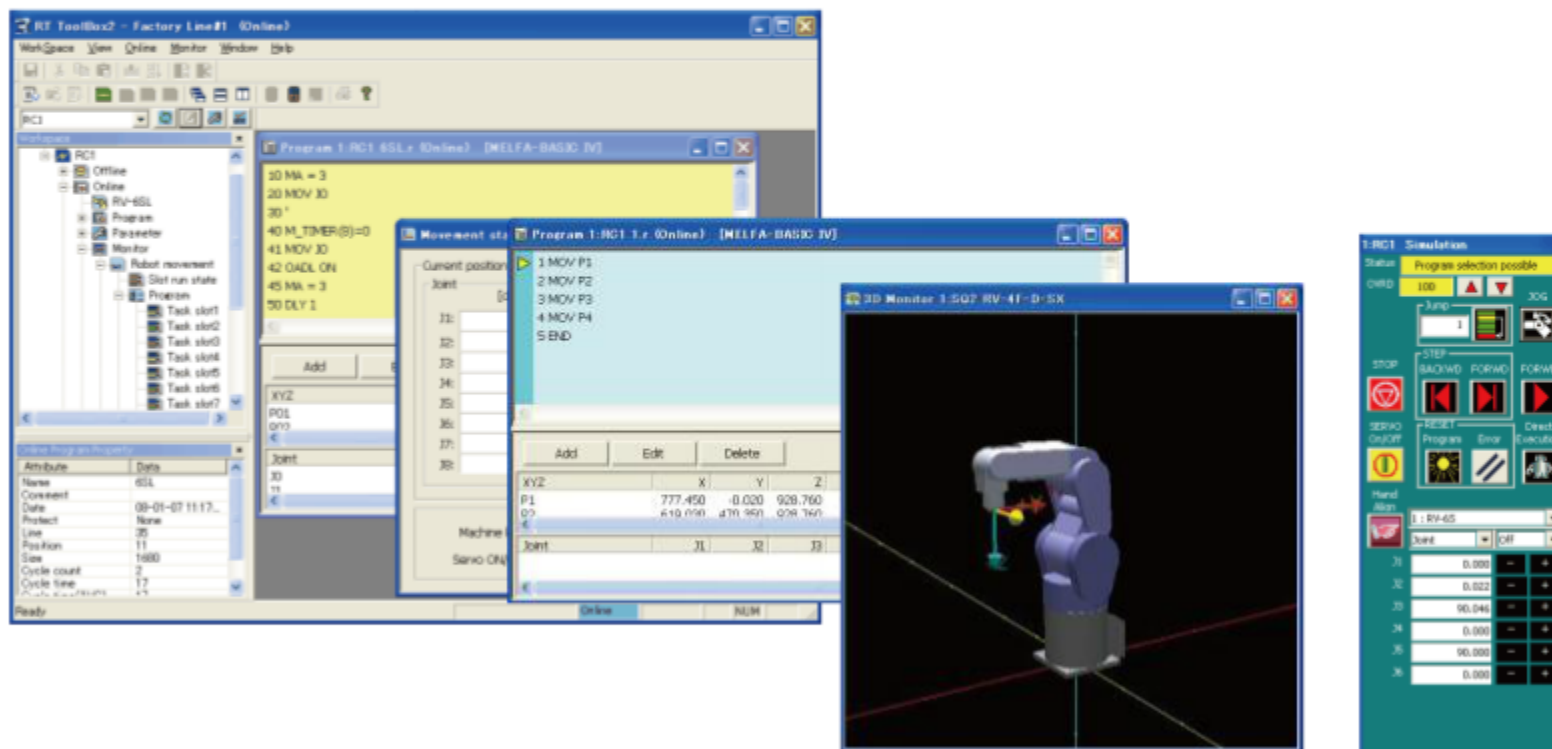 RT ToolBox2 - Factory Line#1 (Online)
WorkSpace View Online Monitor Window Help
RC1
Workspace
RC1
Offline
Online
RV-6SL
Program
Parameter
Monitor
Robot movement
Slot run state
Program
Task slot1
Task slot2
Task slot3
Task slot4
Task slot5
Task slot6
Task slot7
Online Program Property
Attribute Data
Name 6SL
Comment
Date 08-01-07 11:17...
Protect None
Line 35
Position 11
Size 1680
Cycle count 2
Cycle time 17
Ready
Online
NUM
Program 1:RC1 6SL.r (Online) [MELFA-BASIC IV]
10 MA = 3
20 MOV J0
30 '
40 M_TIMER(9)=0
41 MOV J0
42 OADL ON
45 MA = 3
50 DLY 1
Add
XYZ
P01
Joint
J0
Movement sta
Current position
Joint
J1:
J2:
J3:
J4:
J5:
J6:
J7:
J8:
Machine
Servo ON/
Program 1:RC1 1.r (Online) [MELFA-BASIC IV]
1 MOV P1
2 MOV P2
3 MOV P3
4 MOV P4
5 END
Add Edit Delete
XYZ X Y Z
P1 777.450 -0.020 928.760
Joint J1 J2 J3
3D Monitor 1:SQ2 RV-4F-D-SX
1:RC1 Simulation
Status Program selection possible
OVRD 100
Jump JOG
1
STOP STEP
BACKWD FORWD FORWD
SERVO RESET Direct
On/Off Program Error Execution
Hand
Align
1 : RV-6S
Joint Off
J1 0.000 - +
J2 0.022 - +
J3 90.046 - +
J4 0.000 - +
J5 90.000 - +
J6 0.000 - +